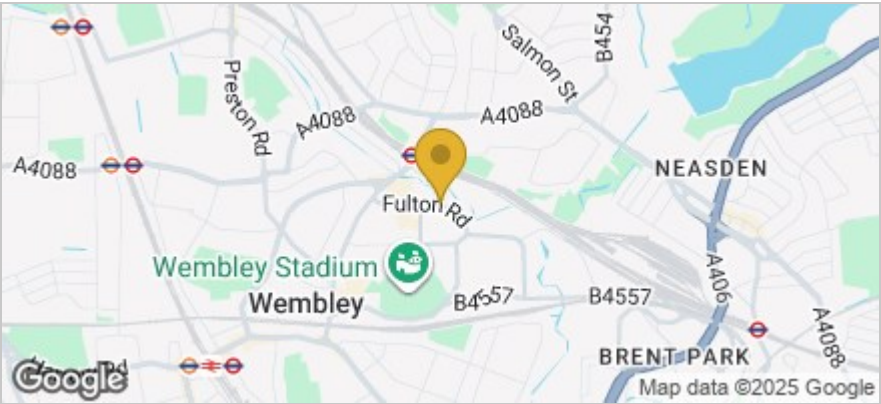 B454
Salmon St
Preston Rd
A4088
A4088
A4088
NEASDEN
Fulton Rd
Wembley Stadium
A406
Wembley
B4557
B4557
A4088
BRENT PARK
Rd
Google
Map data ©2025 Google